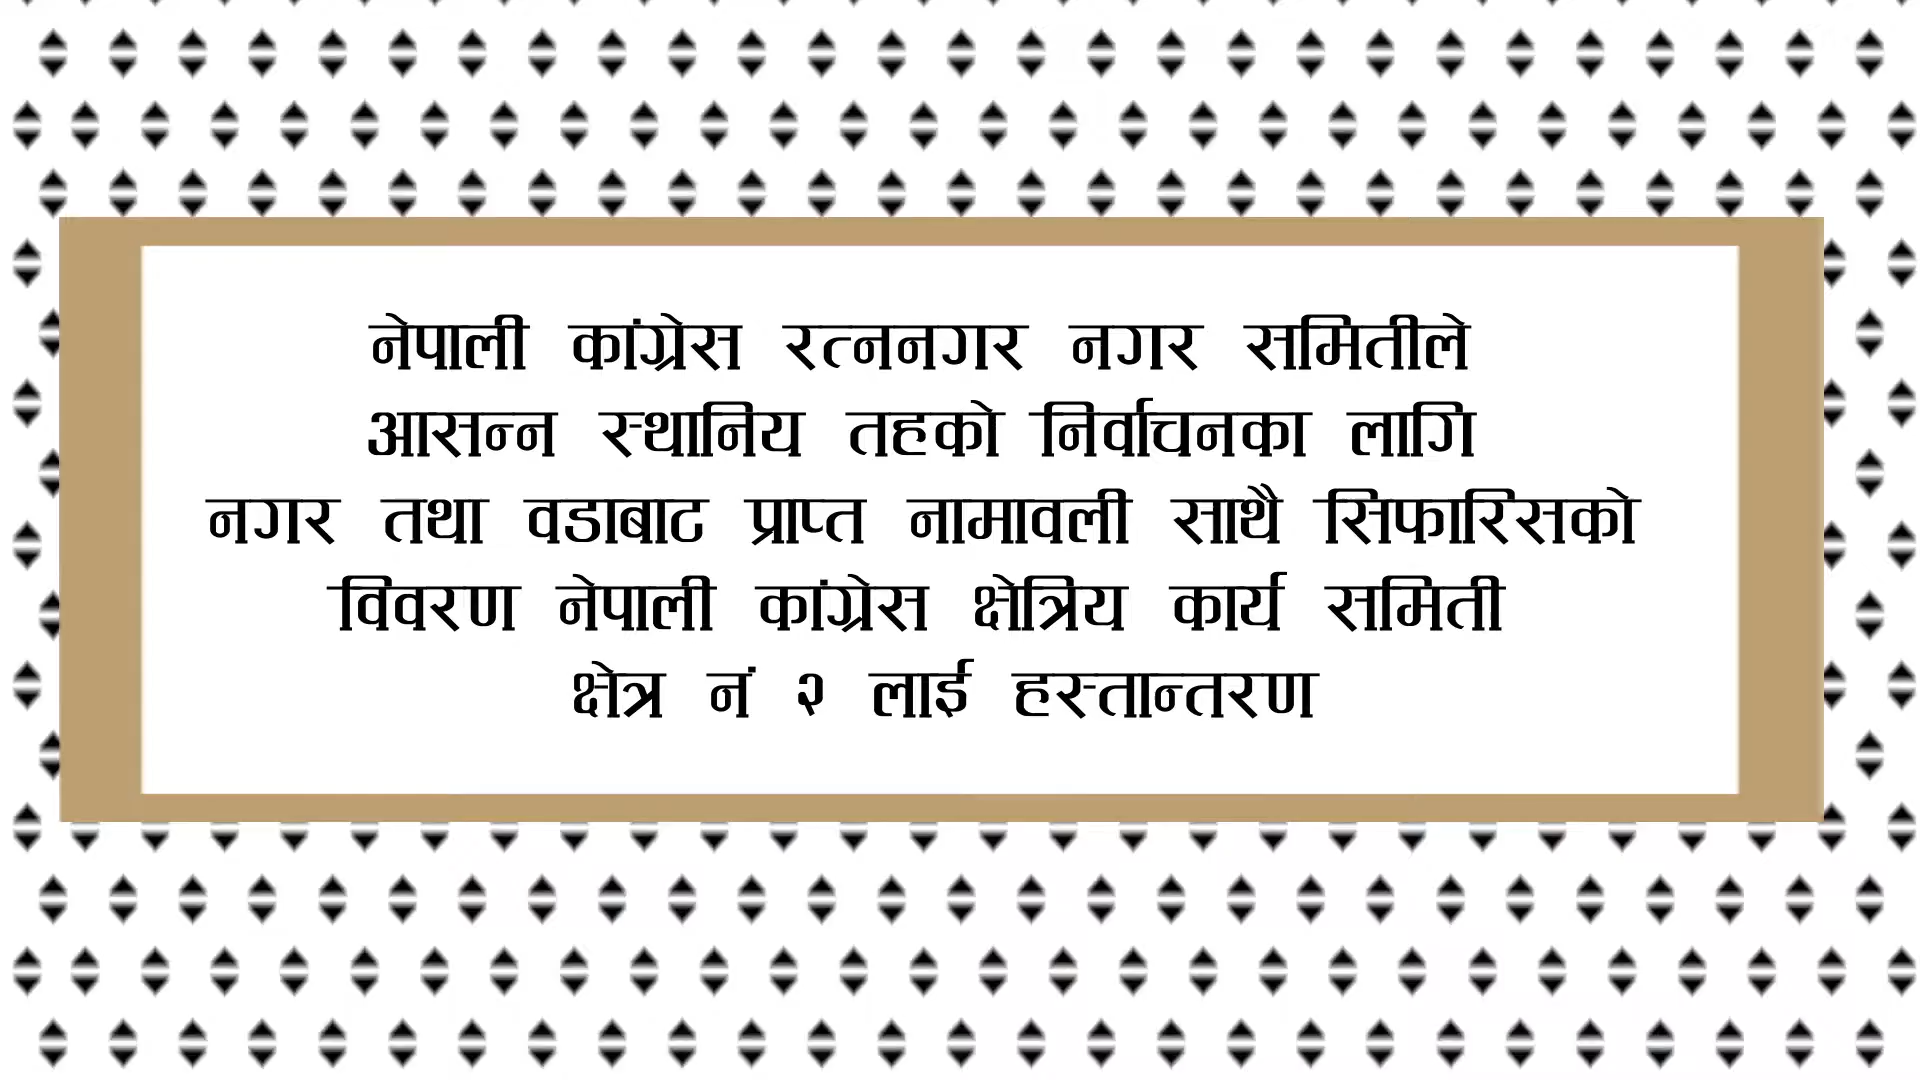 नेपाली कांग्रेस रत्ननगर नगर समितीले
आसन्न स्थानिय तहको निर्वाचनका लागि
नगर तथा वडाबाट प्राप्त नामावली साथै सिफारिसको
विवरण नेपाली कांग्रेस क्षेत्रिय कार्य समिती
क्षेत्र नं २ लाई हस्तान्तरण